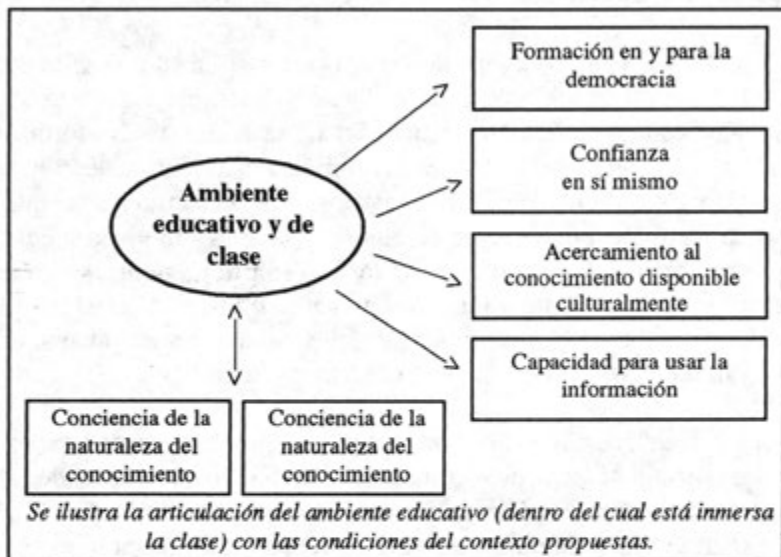 Formación en y para la
democracia
Confianza
en sí mismo
Ambiente
educativo y de
clase
Acercamiento al
conocimiento disponible
culturalmente
Capacidad para usar la
información
Conciencia de la
naturaleza del
conocimiento
Conciencia de la
naturaleza del
conocimiento
Se ilustra la articulación del ambiente educativo (dentro del cual está inmersa
la clase) con las condiciones del contexto propuestas.